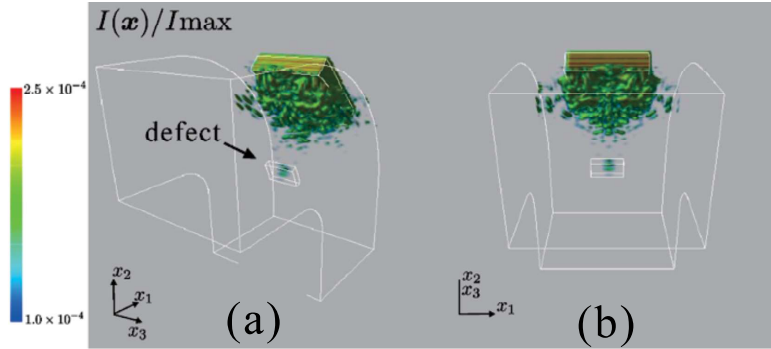 I(x)/Imax
2.5 × 10⁻⁴
1.0 × 10⁻⁴
defect
x₂
x₁
x₃
(a)
x₂
x₃
x₁
(b)